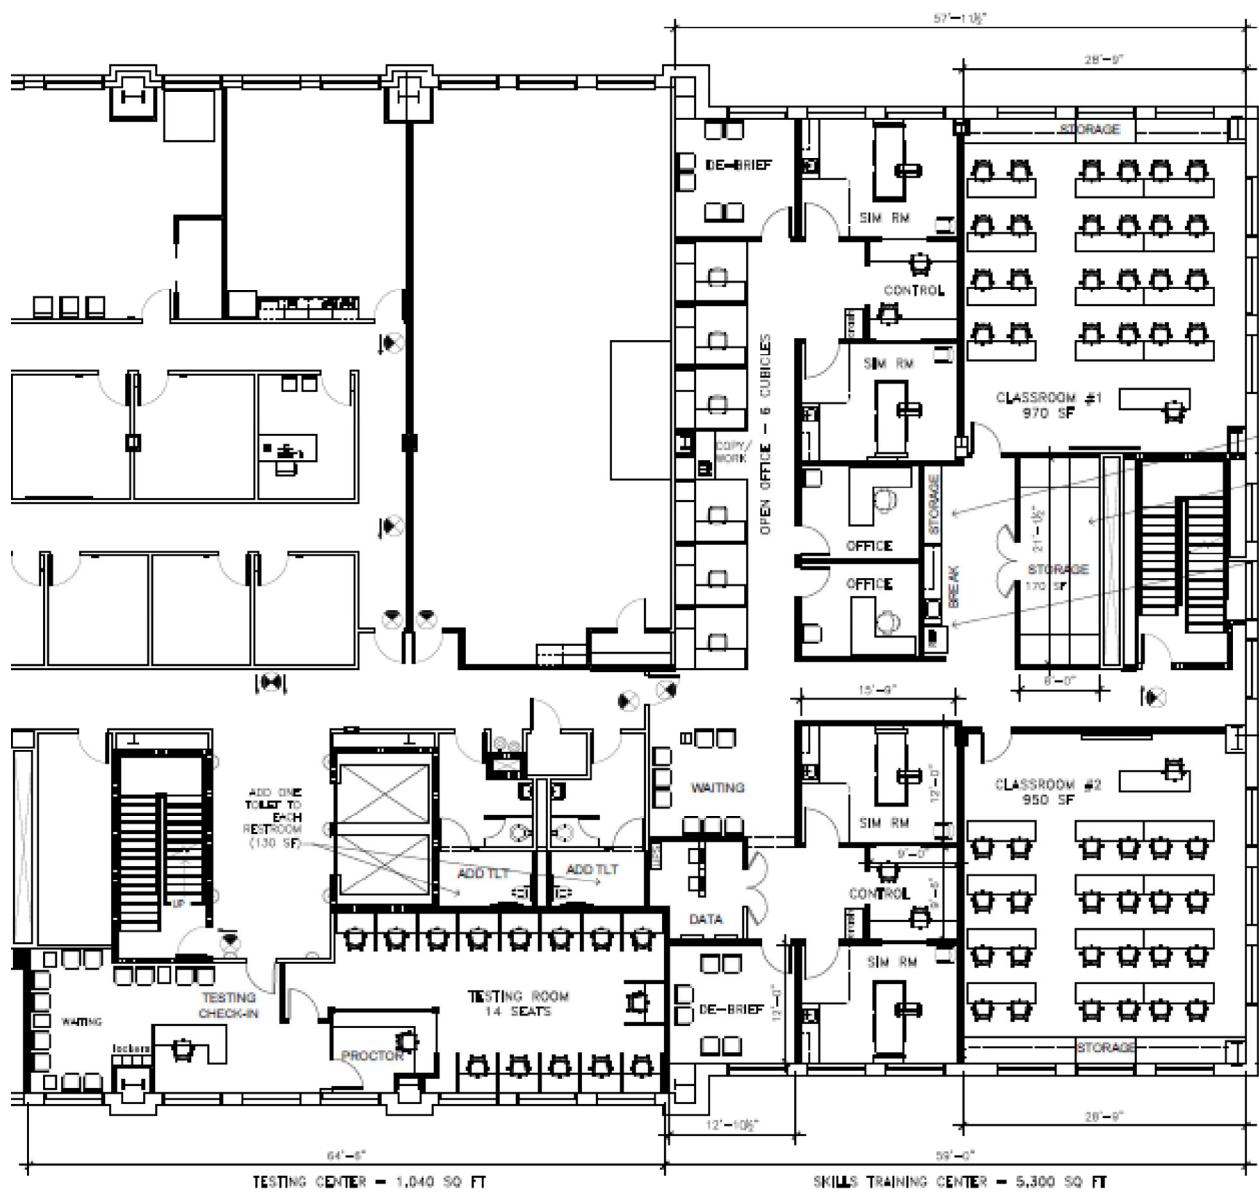 57'-11½"
28'-9"
STORAGE
DE-BRIEF
SIM RM
CONTROL
SIM RM
OPEN OFFICE - 6 CUBICLES
COPY/
WORK
CLASSROOM #1
970 SF
OFFICE
STORAGE
OFFICE
BREAK
21'-1½"
STORAGE
170 SF
8'-0"
15'-9"
ADD ONE
TOILET TO
EACH
RESTROOM
(130 SF)
UP
ADD TLT
ADD TLT
WAITING
DATA
SIM RM
12'-0"
9'-0"
CONTROL
9'-6"
SIM RM
CLASSROOM #2
950 SF
STORAGE
DE-BRIEF
12'-0"
WAITING
TESTING
CHECK-IN
lockers
PROCTOR
TESTING ROOM
14 SEATS
12'-10½"
28'-9"
64'-6"
59'-0"
TESTING CENTER - 1,040 SQ FT
SKILLS TRAINING CENTER - 5,300 SQ FT